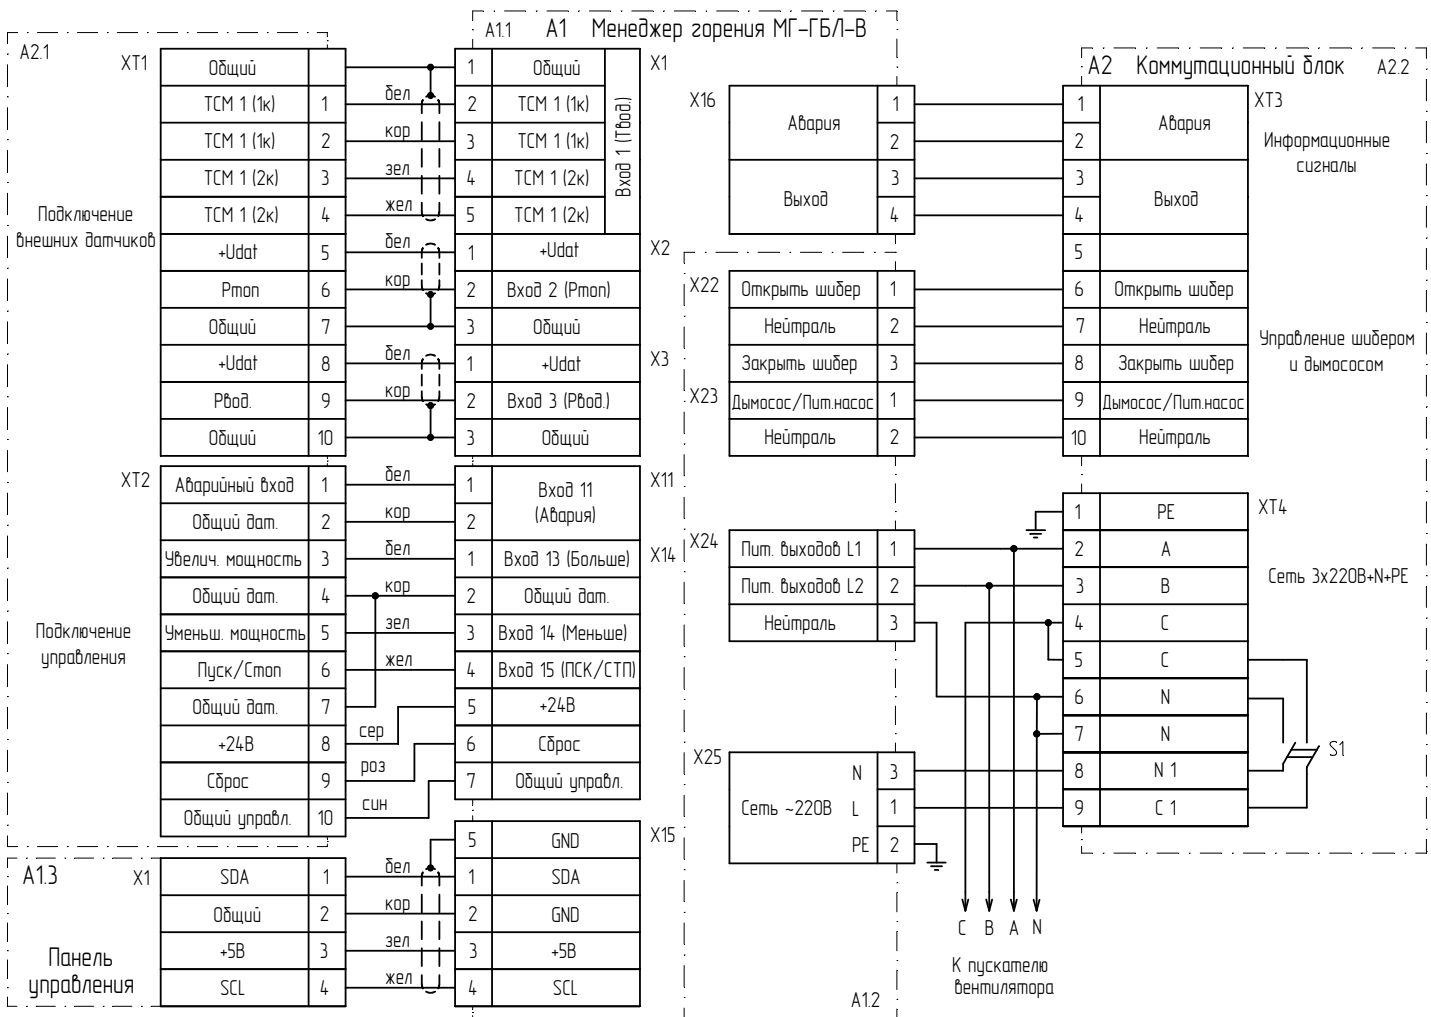 А2.1
А1.1 А1 Менеджер горения МГ-ГБЛ-В
А2 Коммутационный блок А2.2
XT1
Общий
ТСМ 1 (1к) 1
ТСМ 1 (1к) 2
ТСМ 1 (2к) 3
ТСМ 1 (2к) 4
+Udat 5
Pтоп 6
Общий 7
+Udat 8
Рвод. 9
Общий 10
Подключение
внешних датчиков
бел
кор
зел
жел
бел
кор
бел
кор
X1
1 Общий
2 ТСМ 1 (1к)
3 ТСМ 1 (1к)
4 ТСМ 1 (2к)
5 ТСМ 1 (2к)
Вход 1 (Твод.)
X2
1 +Udat
2 Вход 2 (Pтоп)
3 Общий
X3
1 +Udat
2 Вход 3 (Рвод.)
3 Общий
XT2
Аварийный вход 1
Общий дат. 2
Увелич. мощность 3
Общий дат. 4
Уменьш. мощность 5
Пуск/Стоп 6
Общий дат. 7
+24В 8
Сброс 9
Общий управл. 10
Подключение
управления
бел
кор
бел
кор
зел
жел
сер
роз
син
X11
1
2
Вход 11
(Авария)
X14
1 Вход 13 (Больше)
2 Общий дат.
3 Вход 14 (Меньше)
4 Вход 15 (ПСК/СТП)
5 +24В
6 Сброс
7 Общий управл.
А1.3 X1
SDA 1
Общий 2
+5В 3
SCL 4
Панель
управления
бел
кор
зел
жел
X15
5 GND
1 SDA
2 GND
3 +5В
4 SCL
X16
Авария 1
2
Выход 3
4
X22
Открыть шибер 1
Нейтраль 2
Закрыть шибер 3
X23
Дымосос/Пит.насос 1
Нейтраль 2
X24
Пит. выходов L1 1
Пит. выходов L2 2
Нейтраль 3
X25
Сеть ~220В
N 3
L 1
PE 2
А1.2
XT3
1 Авария
2
3 Выход
4
5
6 Открыть шибер
7 Нейтраль
8 Закрыть шибер
9 Дымосос/Пит.насос
10 Нейтраль
Информационные
сигналы
Управление шибером
и дымососом
XT4
1 PE
2 A
3 B
4 C
5 C
6 N
7 N
8 N 1
9 C 1
Сеть 3х220В+N+PE
S1
C B A N
К пускателю
вентилятора